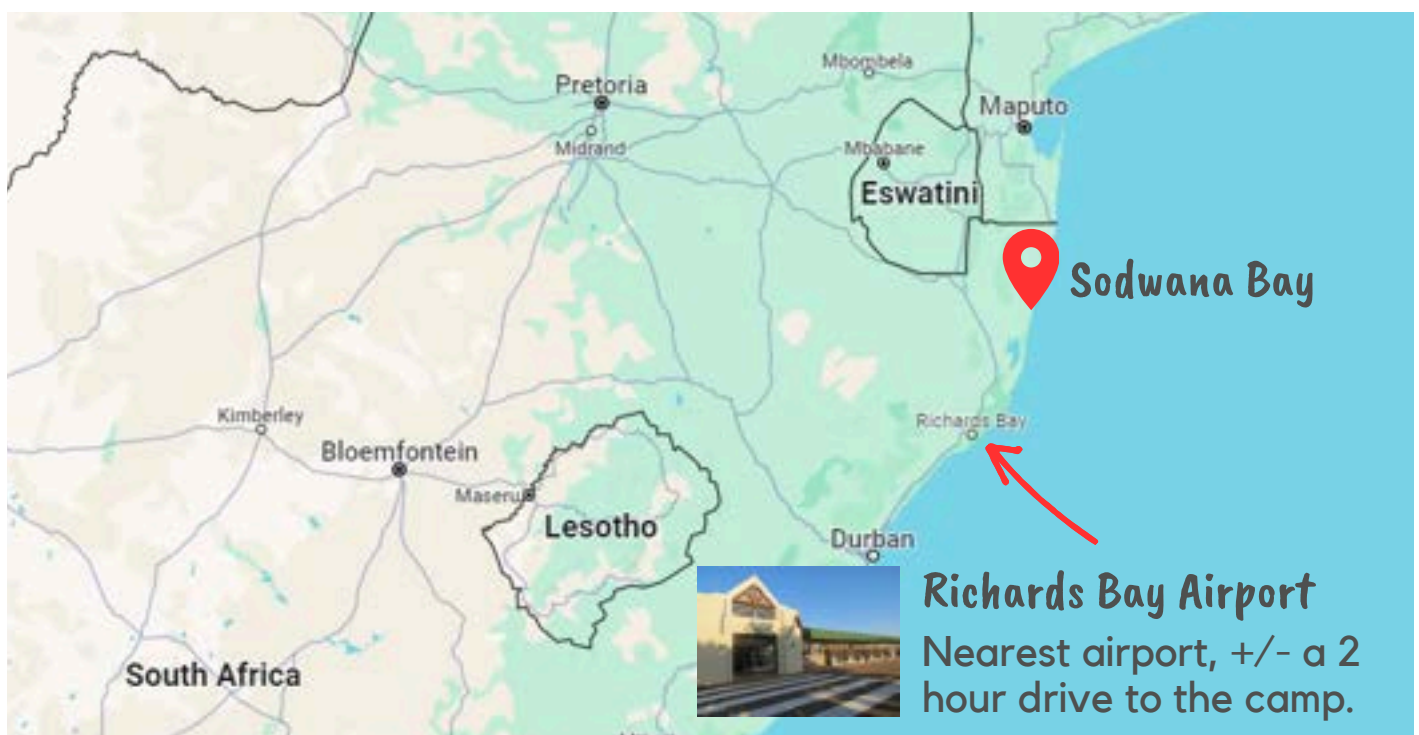 Mbombela
Pretoria
Maputo
Midrand
Mbabane
Eswatini
Sodwana Bay
Kimberley
Richards Bay
Bloemfontein
Maseru
Lesotho
Durban
Richards Bay Airport
Nearest airport, +/- a 2
hour drive to the camp.
South Africa